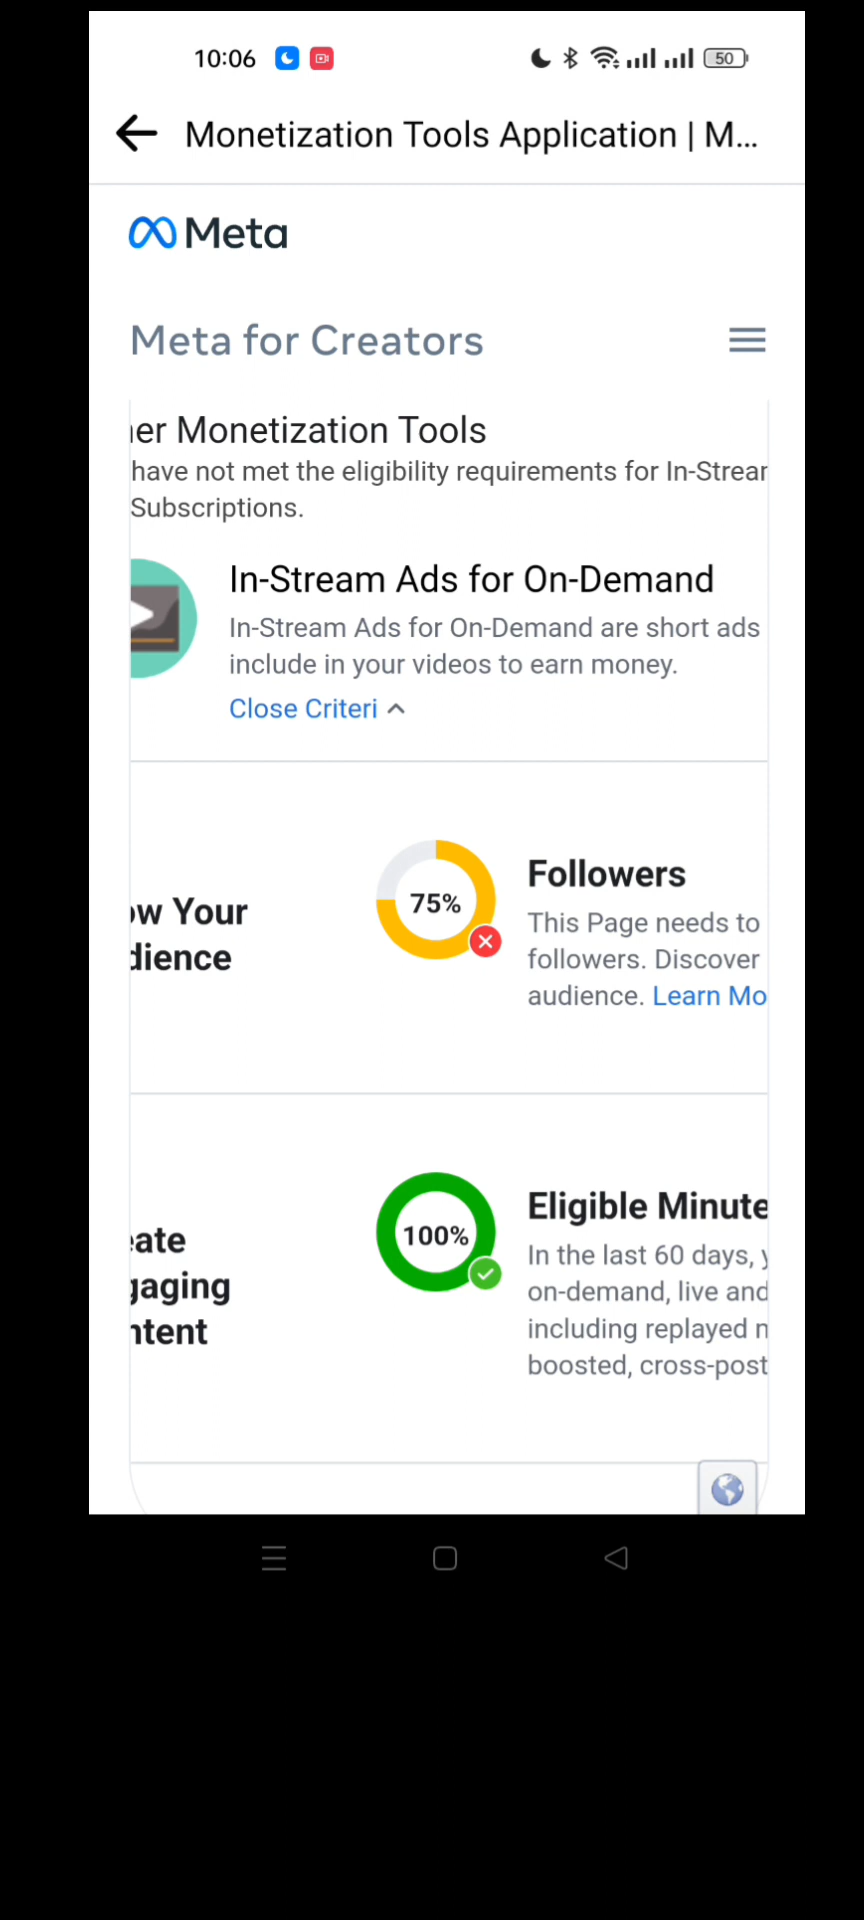 10:06
50
Monetization Tools Application | M...
Meta
Meta for Creators
er Monetization Tools
have not met the eligibility requirements for In-Strear
Subscriptions.
In-Stream Ads for On-Demand
In-Stream Ads for On-Demand are short ads
include in your videos to earn money.
Close Criteri
75%
Followers
This Page needs to
followers. Discover
audience. Learn Mo
ow Your
dience
100%
Eligible Minute
In the last 60 days, y
on-demand, live and
including replayed n
boosted, cross-post
ate
gaging
ntent